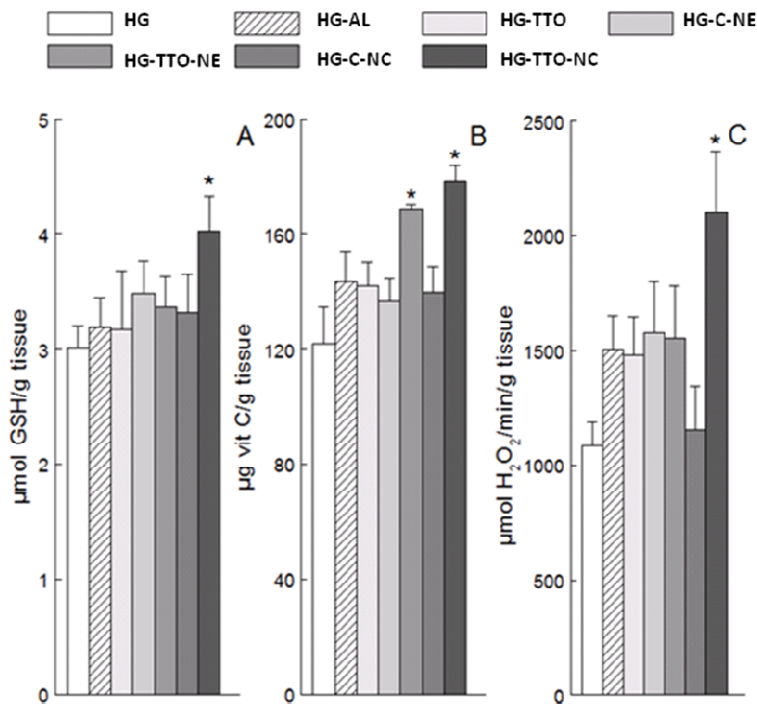 HG HG-AL HG-TTO HG-C-NE
HG-TTO-NE HG-C-NC HG-TTO-NC
A
µmol GSH/g tissue
5
4
3
2
1
0
*
B
µg vit C/g tissue
200
160
120
80
40
0
*
*
C
µmol H₂O₂/min/g tissue
2500
2000
1500
1000
500
0
*